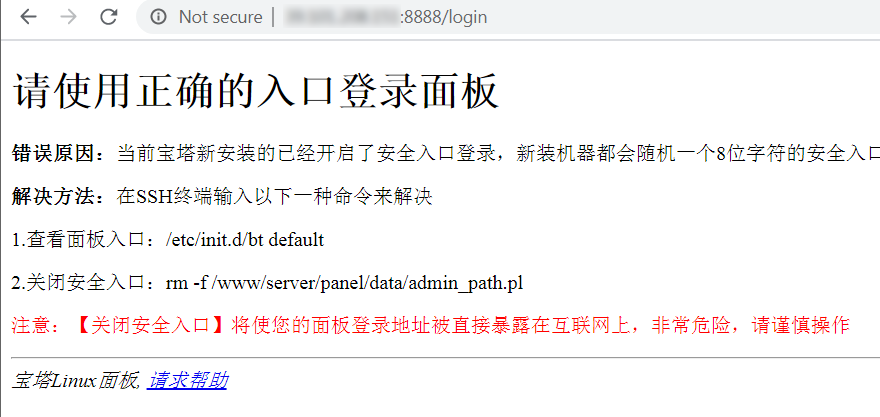 Not secure | :8888/login
请使用正确的入口登录面板
错误原因：当前宝塔新安装的已经开启了安全入口登录，新装机器都会随机一个8位字符的安全入口
解决方法：在SSH终端输入以下一种命令来解决
1.查看面板入口：/etc/init.d/bt default
2.关闭安全入口：rm -f /www/server/panel/data/admin_path.pl
注意：【关闭安全入口】将使您的面板登录地址被直接暴露在互联网上，非常危险，请谨慎操作
宝塔Linux面板, 请求帮助